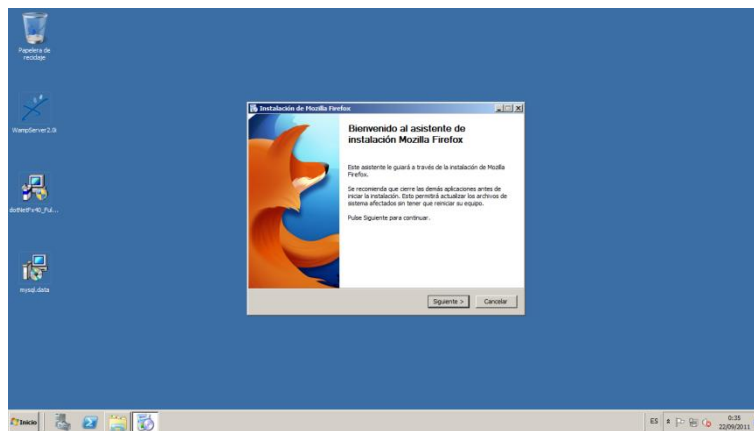 Papelera de
reciclaje
WampServer2.0i
dotNetFx40_Ful...
mysql.data
Instalación de Mozilla Firefox
Bienvenido al asistente de
instalación Mozilla Firefox
Este asistente le guiará a través de la instalación de Mozilla
Firefox.
Se recomienda que cierre las demás aplicaciones antes de
iniciar la instalación. Esto permitirá actualizar los archivos de
sistema afectados sin tener que reiniciar su equipo.
Pulse Siguiente para continuar.
Siguiente >
Cancelar
Inicio
ES
0:35
22/09/2011